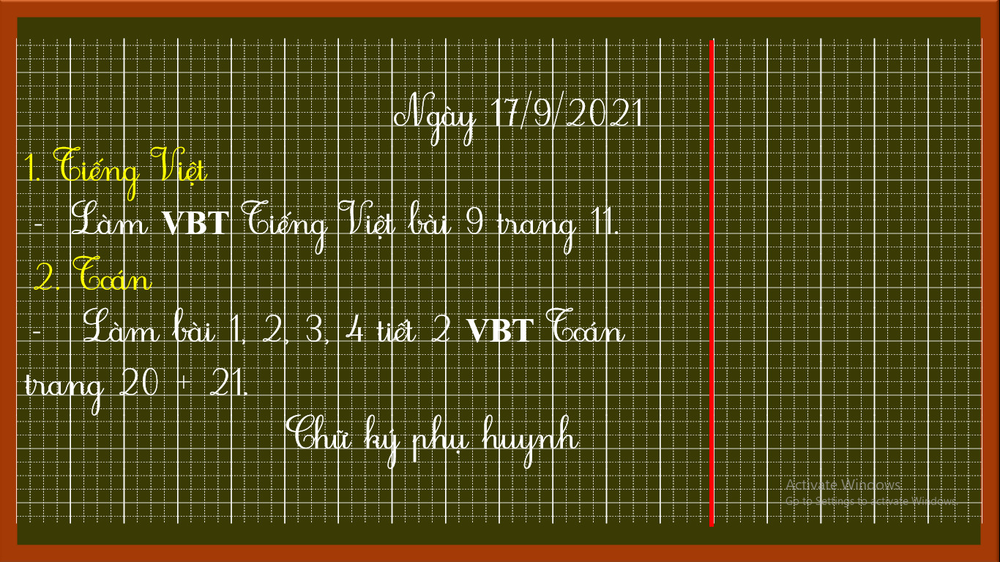 Ngày 17/9/2021
1. Tiếng Việt
- Làm VBT Tiếng Việt bài 9 trang 11.
2. Toán
- Làm bài 1, 2, 3, 4 tiết 2 VBT Toán
trang 20 + 21.
Chữ ký phụ huynh
Activate Windows
Go to Settings to activate Windows.